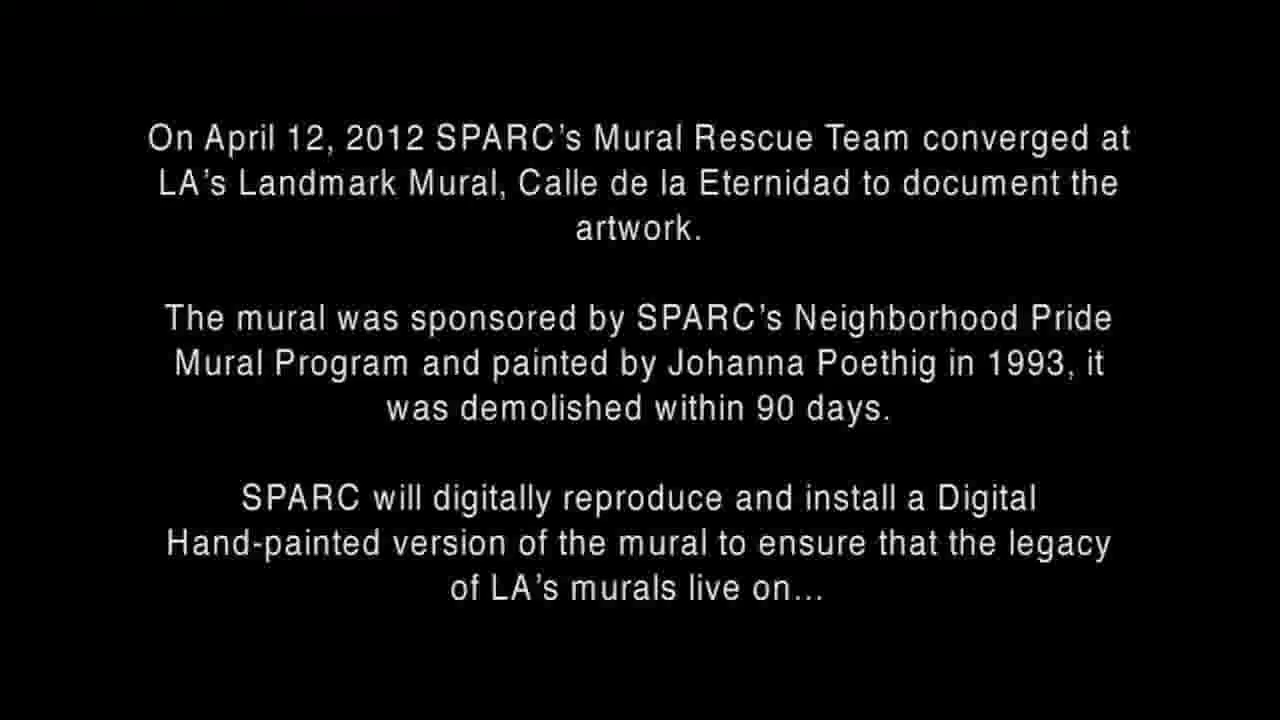 On April 12, 2012 SPARC's Mural Rescue Team converged at
LA's Landmark Mural, Calle de la Eternidad to document the
artwork.
The mural was sponsored by SPARC's Neighborhood Pride
Mural Program and painted by Johanna Poethig in 1993, it
was demolished within 90 days.
SPARC will digitally reproduce and install a Digital
Hand-painted version of the mural to ensure that the legacy
of LA's murals live on...